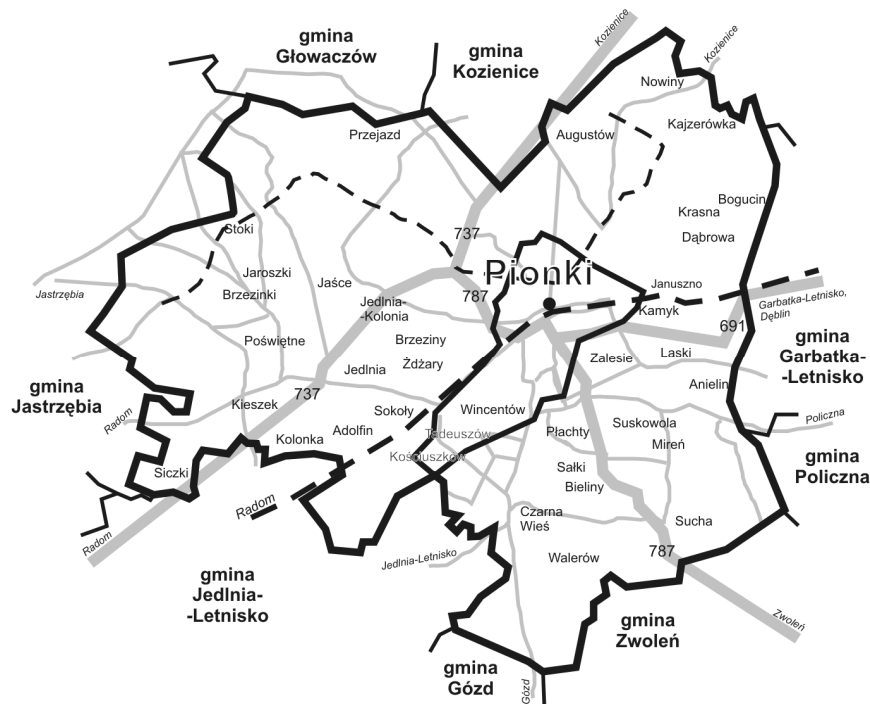 gmina
Głowaczów
gmina
Kozienice
Kozienice
Kozienice
Nowiny
Kajzerówka
Augustów
Przejazd
Bogucin
Krasna
Dąbrowa
Stoki
737
Pionki
Jaroszki
Jaśce
Brzezinki
Jastrzębia
787
Januszno
Kamyk
Garbatka-Letnisko,
Dęblin
Jedlnia-
-Kolonia
691
Poświętne
Brzeziny
Żdżary
Jedlnia
Zalesie
Laski
Anielin
gmina
Garbatka-
-Letnisko
gmina
Jastrzębia
737
Kieszek
Radom
Sokoły
Wincentów
Adolfin
Kolonka
Tadeuszów
Kościuszków
Płachty
Suskowola
Mireń
Policzna
gmina
Policzna
Siczki
Sałki
Bieliny
Radom
Radom
Czarna
Wieś
Sucha
Walerów
787
Jedlnia-Letnisko
gmina
Jedlnia-
-Letnisko
gmina
Zwoleń
Zwoleń
gmina
Gózd
Gózd